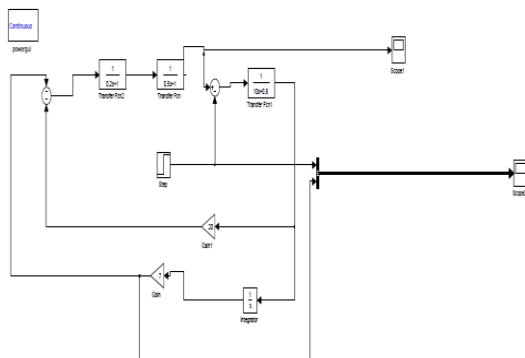 Continuous
powergui
1
0.2s+1
Transfer Fcn2
1
0.5s+1
Transfer Fcn
1
10s+0.8
Transfer Fcn1
Scope1
Step
Scope2
20
Gain1
7
Gain
1
s
Integrator